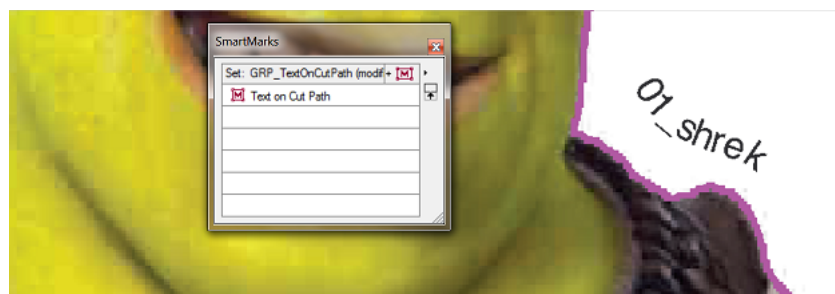 SmartMarks
Set: GRP_TextOnCutPath (modif
Text on Cut Path
01_shrek